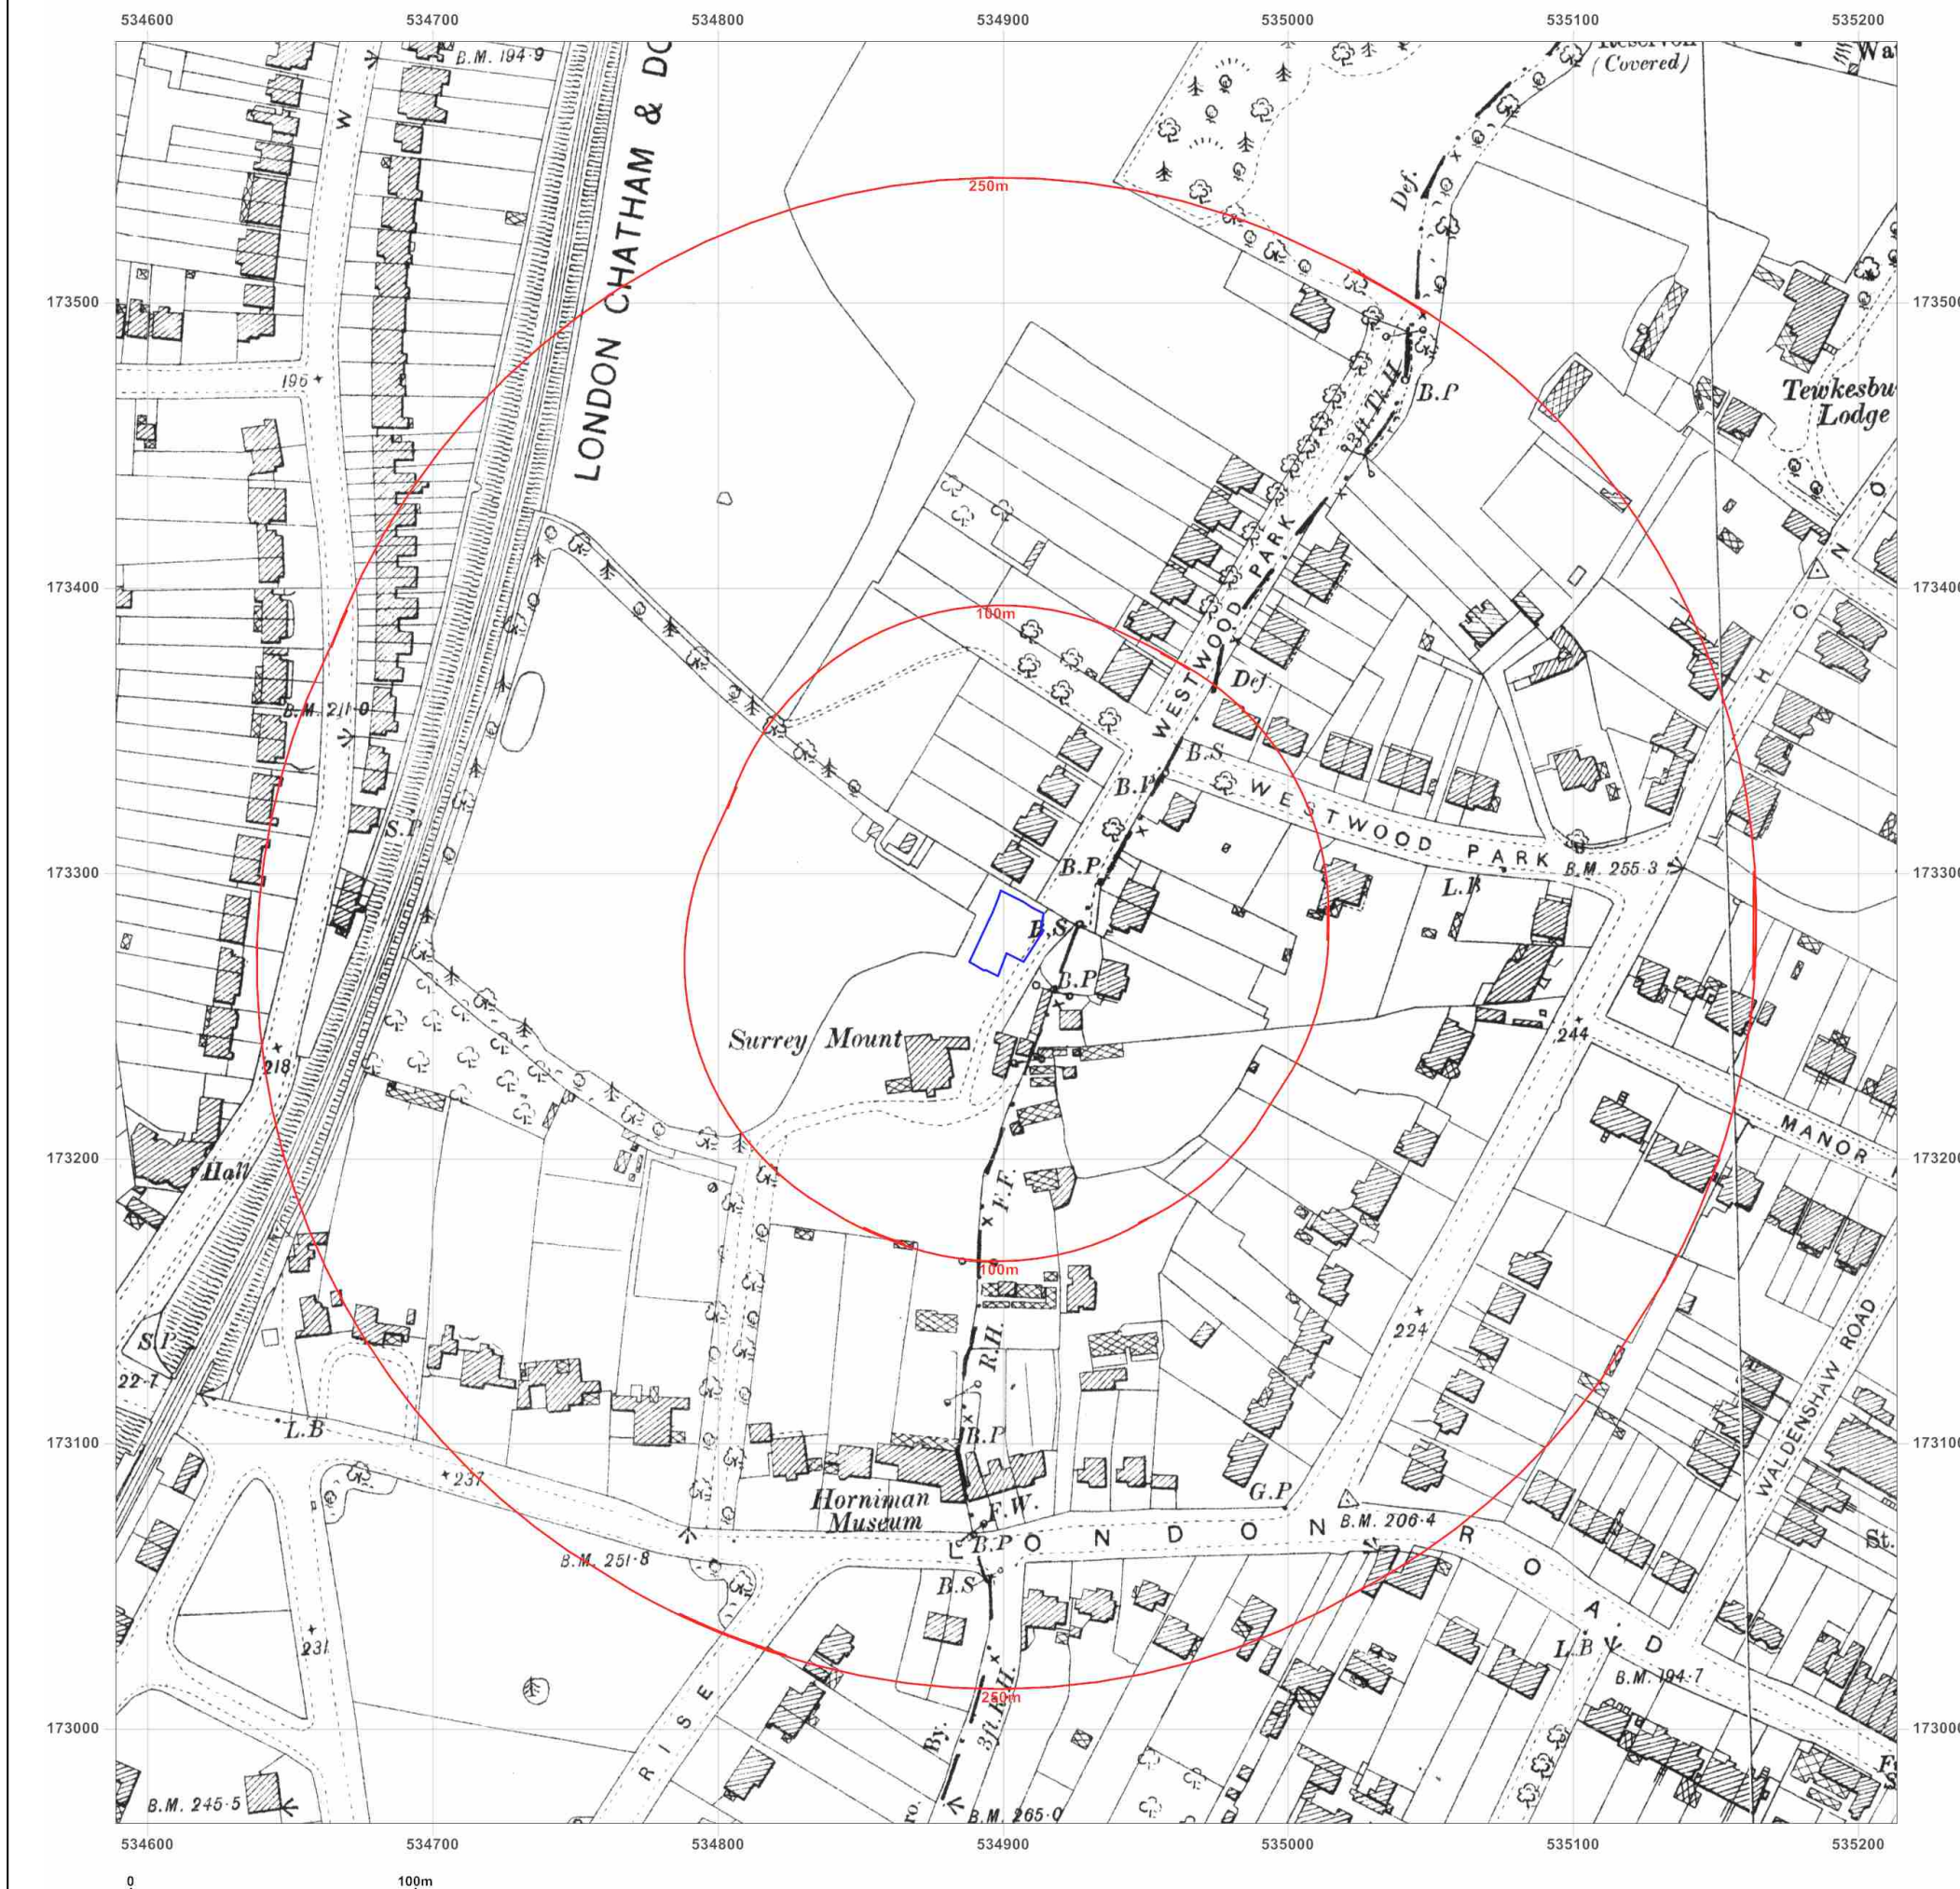 534600 534700 534800 534900 535000 535100 535200
B.M. 194·9
W
LONDON CHATHAM &
(Covered)
250m
Def.
173500 173500
196
3ft. Tk. H.
B.P
Tewkesbu
Lodge
N
O
H
O
173400 173400
100m
WESTWOOD PARK
Def.
B.M. 211·0
B.S
B.P
WESTWOOD PARK
B.M. 255·3
S.P
B.P
L.B
173300 173300
B.S
B.P
Surrey Mount
244
218
MANOR
173200 173200
Hall
F.F.
100m
R.H.
224
S.P
22·7
WALDENSHAW ROAD
L.B
B.P
173100 173100
237
Horniman
Museum
F.W.
G.P
B.M. 206·4
LONDON ROAD
B.P
St.
B.M. 251·8
B.S
231
L.B
B.M. 194·7
250m
RISE
By.
3ft. R.H.
173000 173000
B.M. 245·5
B.M. 265·0
534600 534700 534800 534900 535000 535100 535200
0 100m